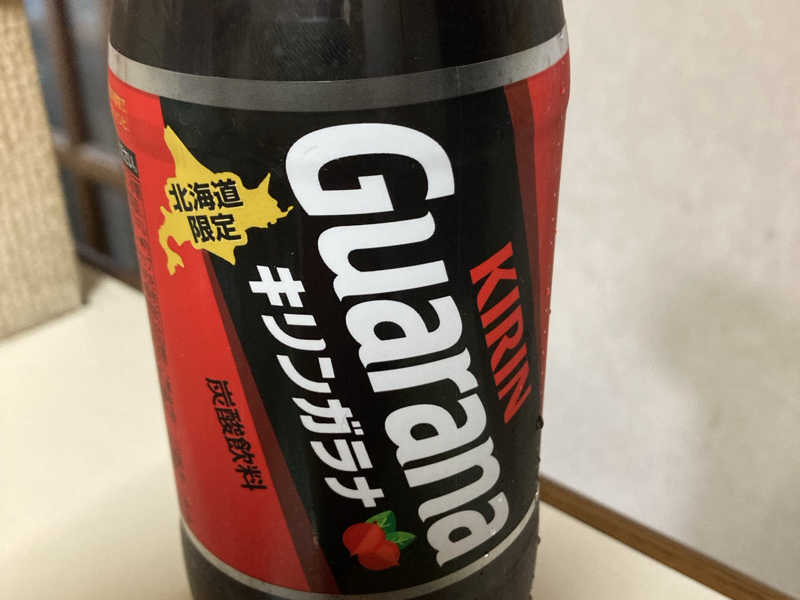 北海道
限定
Guarana
KIRIN
キリンガラナ
炭酸飲料